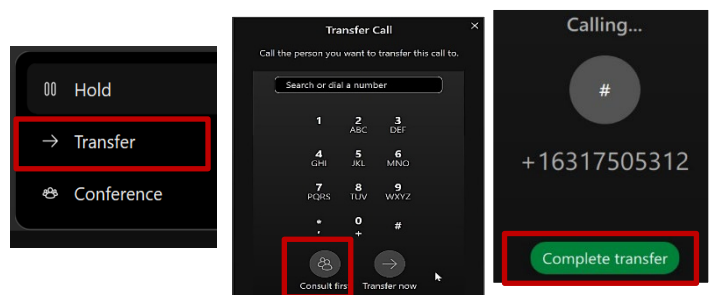 Hold
Transfer
Conference
Transfer Call
×
Call the person you want to transfer this call to.
Search or dial a number
1 2 3
ABC DEF
4 5 6
GHI JKL MNO
7 8 9
PQRS TUV WXYZ
0 #
+
Consult first Transfer now
Calling...
#
+16317505312
Complete transfer